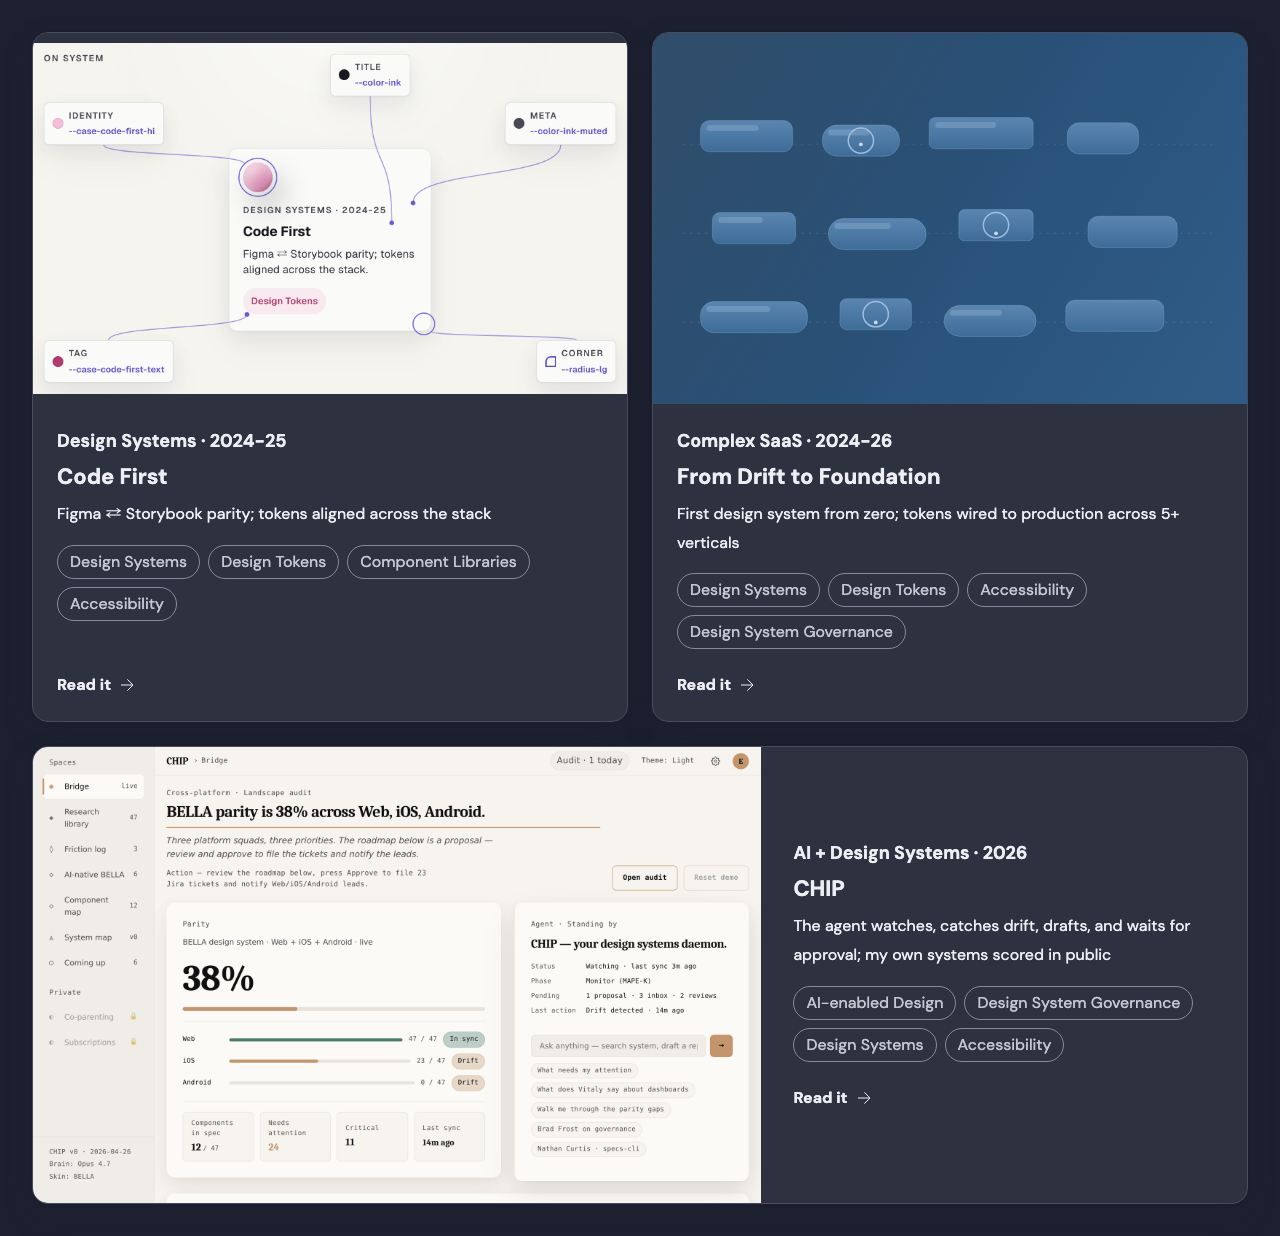 ON SYSTEM
TITLE
--color-ink
IDENTITY
--case-code-first-hi
META
--color-ink-muted
DESIGN SYSTEMS · 2024-25
Code First
Figma ⇄ Storybook parity; tokens
aligned across the stack.
Design Tokens
TAG
--case-code-first-text
CORNER
--radius-lg
Design Systems · 2024-25
Code First
Figma ⇄ Storybook parity; tokens aligned across the stack
Design Systems
Design Tokens
Component Libraries
Accessibility
Read it →
Complex SaaS · 2024-26
From Drift to Foundation
First design system from zero; tokens wired to production across 5+
verticals
Design Systems
Design Tokens
Accessibility
Design System Governance
Read it →
Spaces
Bridge live
Research
library 47
Friction log 3
AI-native BELLA 6
Component
map 12
System map v0
Coming up 6
Private
Co-parenting
Subscriptions
CHIP v0 · 2026-04-26
Brain: Opus 4.7
Skin: BELLA
CHIP › Bridge
Audit · 1 today
Theme: Light
E
Cross-platform · Landscape audit
BELLA parity is 38% across Web, iOS, Android.
Three platform squads, three priorities. The roadmap below is a proposal —
review and approve to file the tickets and notify the leads.
Action — review the roadmap below, press Approve to file 23
Jira tickets and notify Web/iOS/Android leads.
Open audit
Reset demo
Parity
BELLA design system · Web + iOS + Android · live
38%
Web 47 / 47 In sync
iOS 23 / 47 Drift
Android 0 / 47 Drift
Components
in spec
12 / 47
Needs
attention
24
Critical
11
Last sync
14m ago
Agent · Standing by
CHIP — your design systems daemon.
Status Watching · last sync 3m ago
Phase Monitor (MAPE-K)
Pending 1 proposal · 3 inbox · 2 reviews
Last action Drift detected · 14m ago
Ask anything — search system, draft a re
→
What needs my attention
What does Vitaly say about dashboards
Walk me through the parity gaps
Brad Frost on governance
Nathan Curtis · specs-cli
AI + Design Systems · 2026
CHIP
The agent watches, catches drift, drafts, and waits for
approval; my own systems scored in public
AI-enabled Design
Design System Governance
Design Systems
Accessibility
Read it →